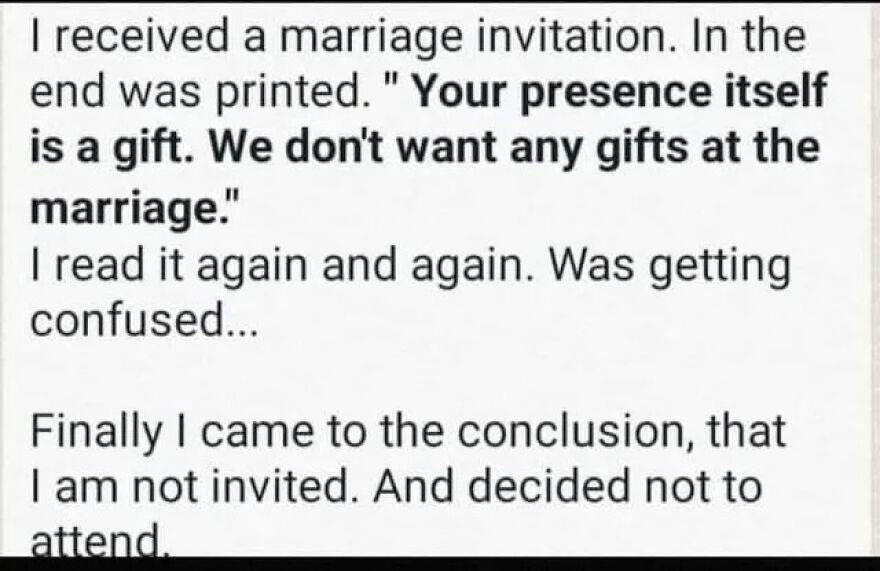 I received a marriage invitation. In the
end was printed. " Your presence itself
is a gift. We don't want any gifts at the
marriage."
I read it again and again. Was getting
confused...
Finally I came to the conclusion, that
I am not invited. And decided not to
attend.